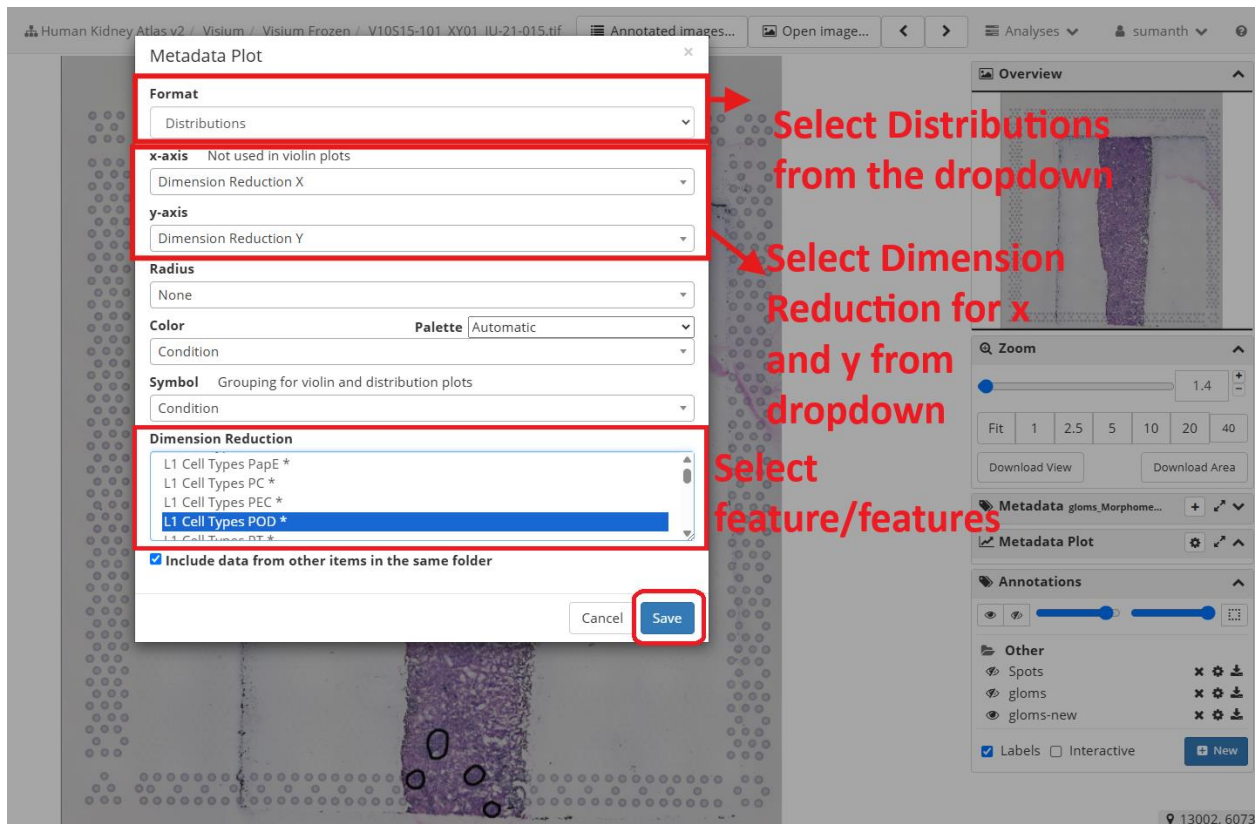 Human Kidney Atlas v2 / Visium / Visium Frozen / V10S15-101_XY01_IU-21-015.tif Annotated images... Open image... Analyses sumanth
Metadata Plot ×
Format
Distributions
x-axis Not used in violin plots
Dimension Reduction X
y-axis
Dimension Reduction Y
Radius
None
Color Palette Automatic
Condition
Symbol Grouping for violin and distribution plots
Condition
Dimension Reduction
L1 Cell Types PapE *
L1 Cell Types PC *
L1 Cell Types PEC *
L1 Cell Types POD *
L1 Cell Types PT *
Include data from other items in the same folder
Cancel Save
Select Distributions
from the dropdown
Select Dimension
Reduction for x
and y from
dropdown
Select
feature/features
Overview
Zoom
1.4 + -
Fit 1 2.5 5 10 20 40
Download View Download Area
Metadata gloms_Morphome... +
Metadata Plot
Annotations
Other
Spots
gloms
gloms-new
Labels Interactive New
13002, 6073